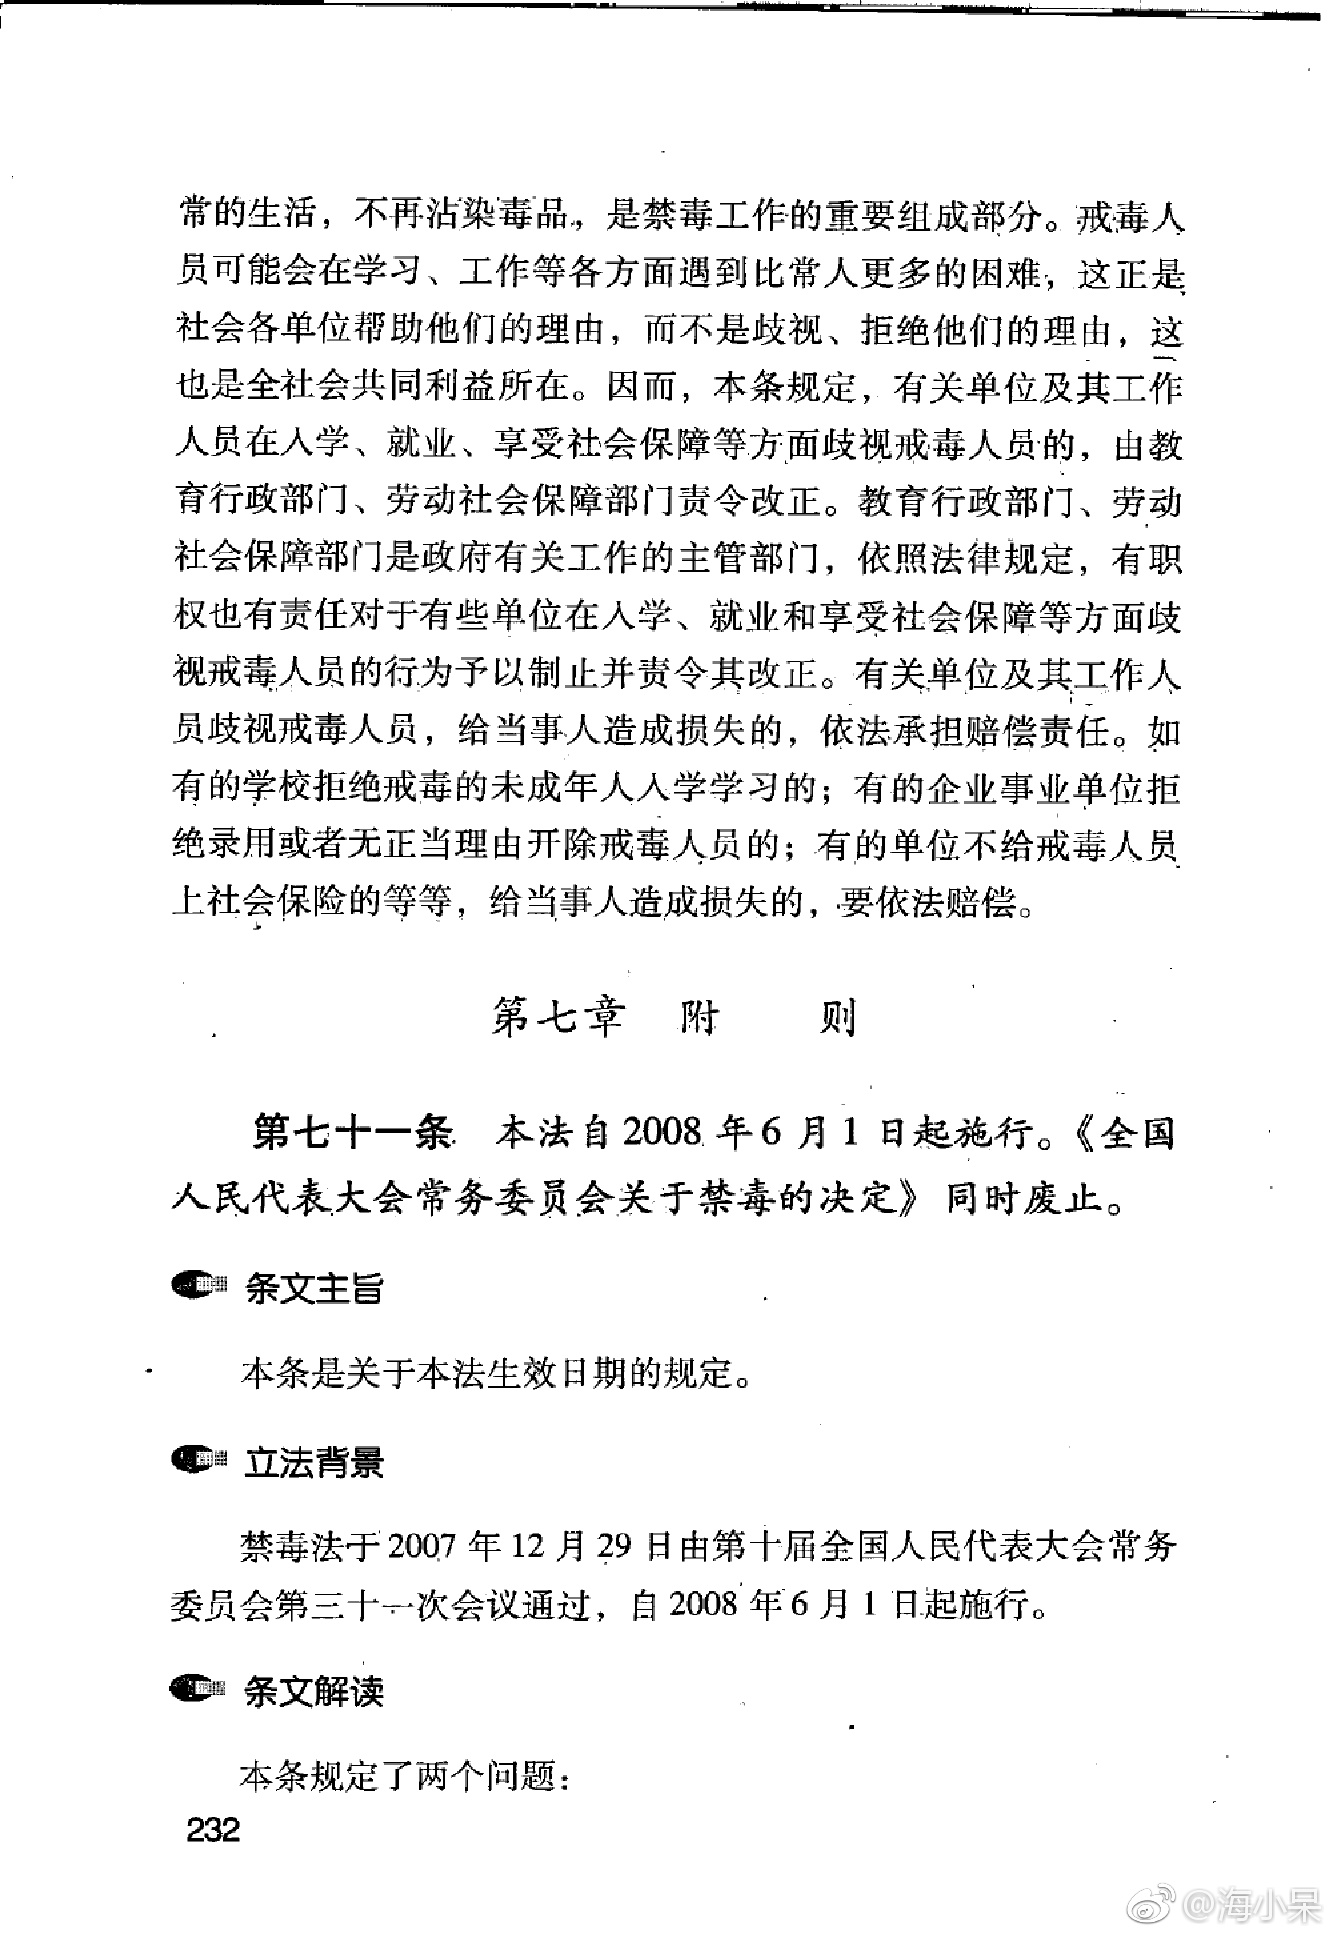 常的生活，不再沾染毒品，是禁毒工作的重要组成部分。戒毒人
员可能会在学习、工作等各方面遇到比常人更多的困难，这正是
社会各单位帮助他们的理由，而不是歧视、拒绝他们的理由，这
也是全社会共同利益所在。因而，本条规定，有关单位及其工作
人员在入学、就业、享受社会保障等方面歧视戒毒人员的，由教
育行政部门、劳动社会保障部门责令改正。教育行政部门、劳动
社会保障部门是政府有关工作的主管部门，依照法律规定，有职
权也有责任对于有些单位在入学、就业和享受社会保障等方面歧
视戒毒人员的行为予以制止并责令其改正。有关单位及其工作人
员歧视戒毒人员，给当事人造成损失的，依法承担赔偿责任。如
有的学校拒绝戒毒的未成年人入学学习的；有的企业事业单位拒
绝录用或者无正当理由开除戒毒人员的；有的单位不给戒毒人员
上社会保险的等等，给当事人造成损失的，要依法赔偿。
第七章 附 则
第七十一条 本法自2008年6月1日起施行。《全国
人民代表大会常务委员会关于禁毒的决定》同时废止。
条文主旨
本条是关于本法生效日期的规定。
立法背景
禁毒法于2007年12月29日由第十届全国人民代表大会常务
委员会第三十一次会议通过，自2008年6月1日起施行。
条文解读
本条规定了两个问题：
232
@海小呆